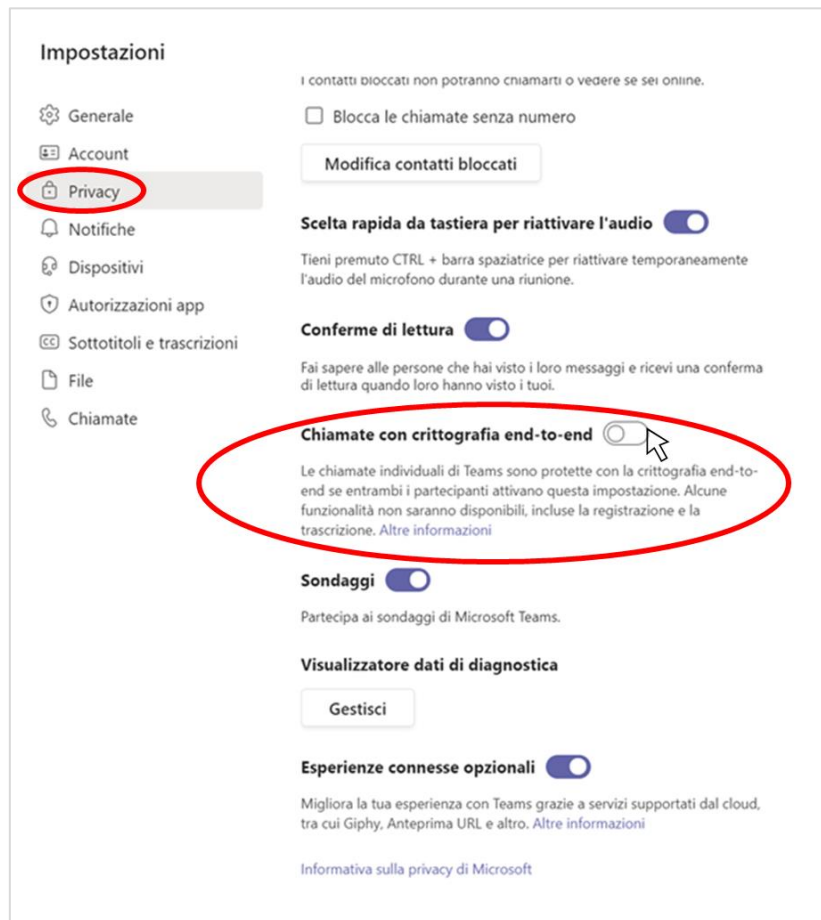 Impostazioni
Generale
Account
Privacy
Notifiche
Dispositivi
Autorizzazioni app
CC Sottotitoli e trascrizioni
File
Chiamate
I contatti bloccati non potranno chiamarti o vedere se sei online.
Blocca le chiamate senza numero
Modifica contatti bloccati
Scelta rapida da tastiera per riattivare l'audio
Tieni premuto CTRL + barra spaziatrice per riattivare temporaneamente
l'audio del microfono durante una riunione.
Conferme di lettura
Fai sapere alle persone che hai visto i loro messaggi e ricevi una conferma
di lettura quando loro hanno visto i tuoi.
Chiamate con crittografia end-to-end
Le chiamate individuali di Teams sono protette con la crittografia end-to-
end se entrambi i partecipanti attivano questa impostazione. Alcune
funzionalità non saranno disponibili, incluse la registrazione e la
trascrizione. Altre informazioni
Sondaggi
Partecipa ai sondaggi di Microsoft Teams.
Visualizzatore dati di diagnostica
Gestisci
Esperienze connesse opzionali
Migliora la tua esperienza con Teams grazie a servizi supportati dal cloud,
tra cui Giphy, Anteprima URL e altro. Altre informazioni
Informativa sulla privacy di Microsoft